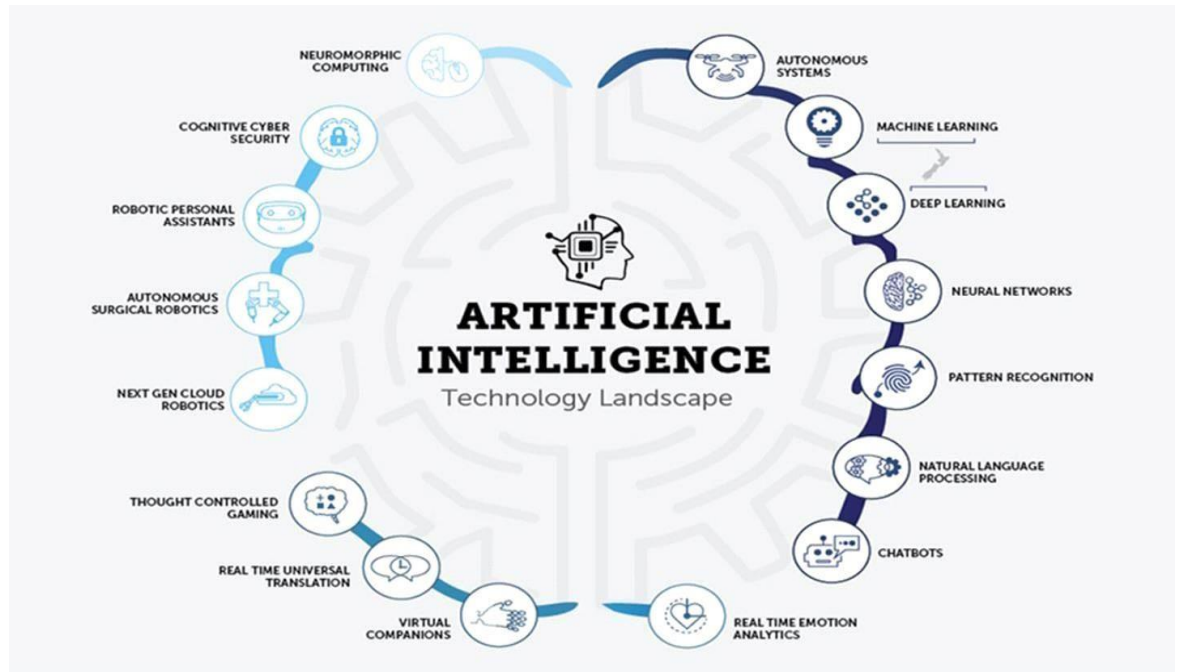 ARTIFICIAL
INTELLIGENCE
Technology Landscape
NEUROMORPHIC
COMPUTING
COGNITIVE CYBER
SECURITY
ROBOTIC PERSONAL
ASSISTANTS
AUTONOMOUS
SURGICAL ROBOTICS
NEXT GEN CLOUD
ROBOTICS
THOUGHT CONTROLLED
GAMING
REAL TIME UNIVERSAL
TRANSLATION
VIRTUAL
COMPANIONS
AUTONOMOUS
SYSTEMS
MACHINE LEARNING
DEEP LEARNING
NEURAL NETWORKS
PATTERN RECOGNITION
NATURAL LANGUAGE
PROCESSING
CHATBOTS
REAL TIME EMOTION
ANALYTICS